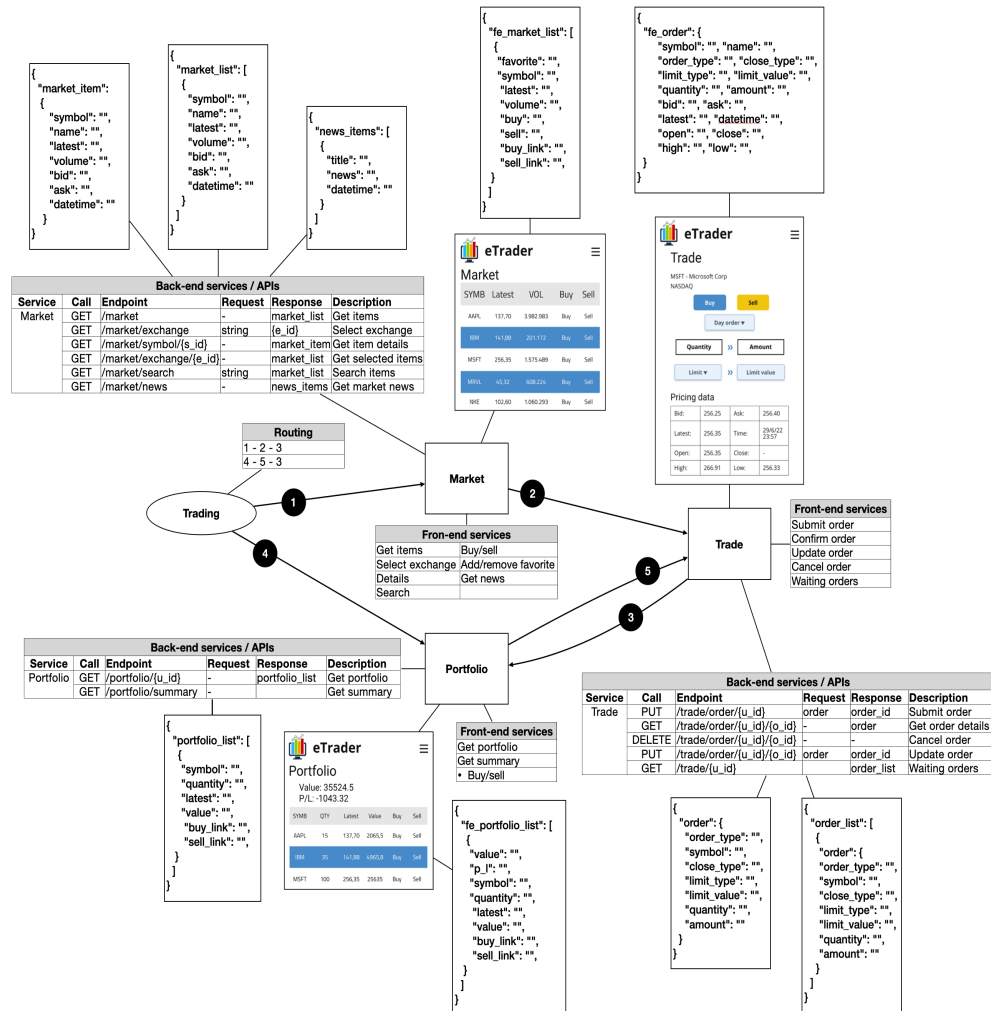 {
"market_item":
{
"symbol": "",
"name": "",
"latest": "",
"volume": "",
"bid": "",
"ask": "",
"datetime": ""
}
}
{
"market_list": [
{
"symbol": "",
"name": "",
"latest": "",
"volume": "",
"bid": "",
"ask": "",
"datetime": ""
}
]
}
{
"news_items": [
{
"title": "",
"news": "",
"datetime": ""
}
]
}
{
"fe_market_list": [
{
"favorite": "",
"symbol": "",
"latest": "",
"volume": "",
"buy": "",
"sell": "",
"buy_link": "",
"sell_link": "",
}
]
}
{
"fe_order": {
"symbol": "", "name": "",
"order_type": "", "close_type": "",
"limit_type": "", "limit_value": "",
"quantity": "", "amount": "",
"bid": "", "ask": "",
"latest": "", "datetime": "",
"open": "", "close": "",
"high": "", "low": "",
}
}
Back-end services / APIs
Service Call Endpoint Request Response Description
Market GET /market - market_list Get items
GET /market/exchange string {e_id} Select exchange
GET /market/symbol/{s_id} - market_item Get item details
GET /market/exchange/{e_id} - market_list Get selected items
GET /market/search string market_list Search items
GET /market/news - news_items Get market news
eTrader
Market
SYMB Latest VOL Buy Sell
AAPL 137,70 3.982.983 Buy Sell
IBM 141,88 201.172 Buy Sell
MSFT 256,35 1.575.489 Buy Sell
MRVL 45,32 608.224 Buy Sell
NKE 102,60 1.060.293 Buy Sell
eTrader
Trade
MSFT - Microsoft Corp
NASDAQ
Buy Sell
Day order ▾
Quantity » Amount
Limit ▾ » Limit value
Pricing data
Bid: 256.25 Ask: 256.40
Latest: 256.35 Time: 29/6/22
23:57
Open: 256.35 Close: -
High: 266.91 Low: 256.33
Routing
1 - 2 - 3
4 - 5 - 3
Trading
1
Market
2
4
Trade
5
3
Portfolio
Fron-end services
Get items Buy/sell
Select exchange Add/remove favorite
Details Get news
Search
Front-end services
Submit order
Confirm order
Update order
Cancel order
Waiting orders
Back-end services / APIs
Service Call Endpoint Request Response Description
Portfolio GET /portfolio/{u_id} - portfolio_list Get portfolio
GET /portfolio/summary - Get summary
{
"portfolio_list": [
{
"symbol": "",
"quantity": "",
"latest": "",
"value": "",
"buy_link": "",
"sell_link": "",
}
]
}
eTrader
Portfolio
Value: 35524.5
P/L: -1043.32
SYMB QTY Latest Value Buy Sell
AAPL 15 137,70 2065,5 Buy Sell
IBM 35 141,88 4965,8 Buy Sell
MSFT 100 256,35 25635 Buy Sell
Front-end services
Get portfolio
Get summary
• Buy/sell
{
"fe_portfolio_list": [
{
"value": "",
"p_l": "",
"symbol": "",
"quantity": "",
"latest": "",
"value": "",
"buy_link": "",
"sell_link": "",
}
]
}
Back-end services / APIs
Service Call Endpoint Request Response Description
Trade PUT /trade/order/{u_id} order order_id Submit order
GET /trade/order/{u_id}/{o_id} - order Get order details
DELETE /trade/order/{u_id}/{o_id} - - Cancel order
PUT /trade/order/{u_id}/{o_id} order order_id Update order
GET /trade/{u_id} order_list Waiting orders
{
"order": {
"order_type": "",
"symbol": "",
"close_type": "",
"limit_type": "",
"limit_value": "",
"quantity": "",
"amount": ""
}
}
{
"order_list": [
{
"order": {
"order_type": "",
"symbol": "",
"close_type": "",
"limit_type": "",
"limit_value": "",
"quantity": "",
"amount": ""
}
]
}